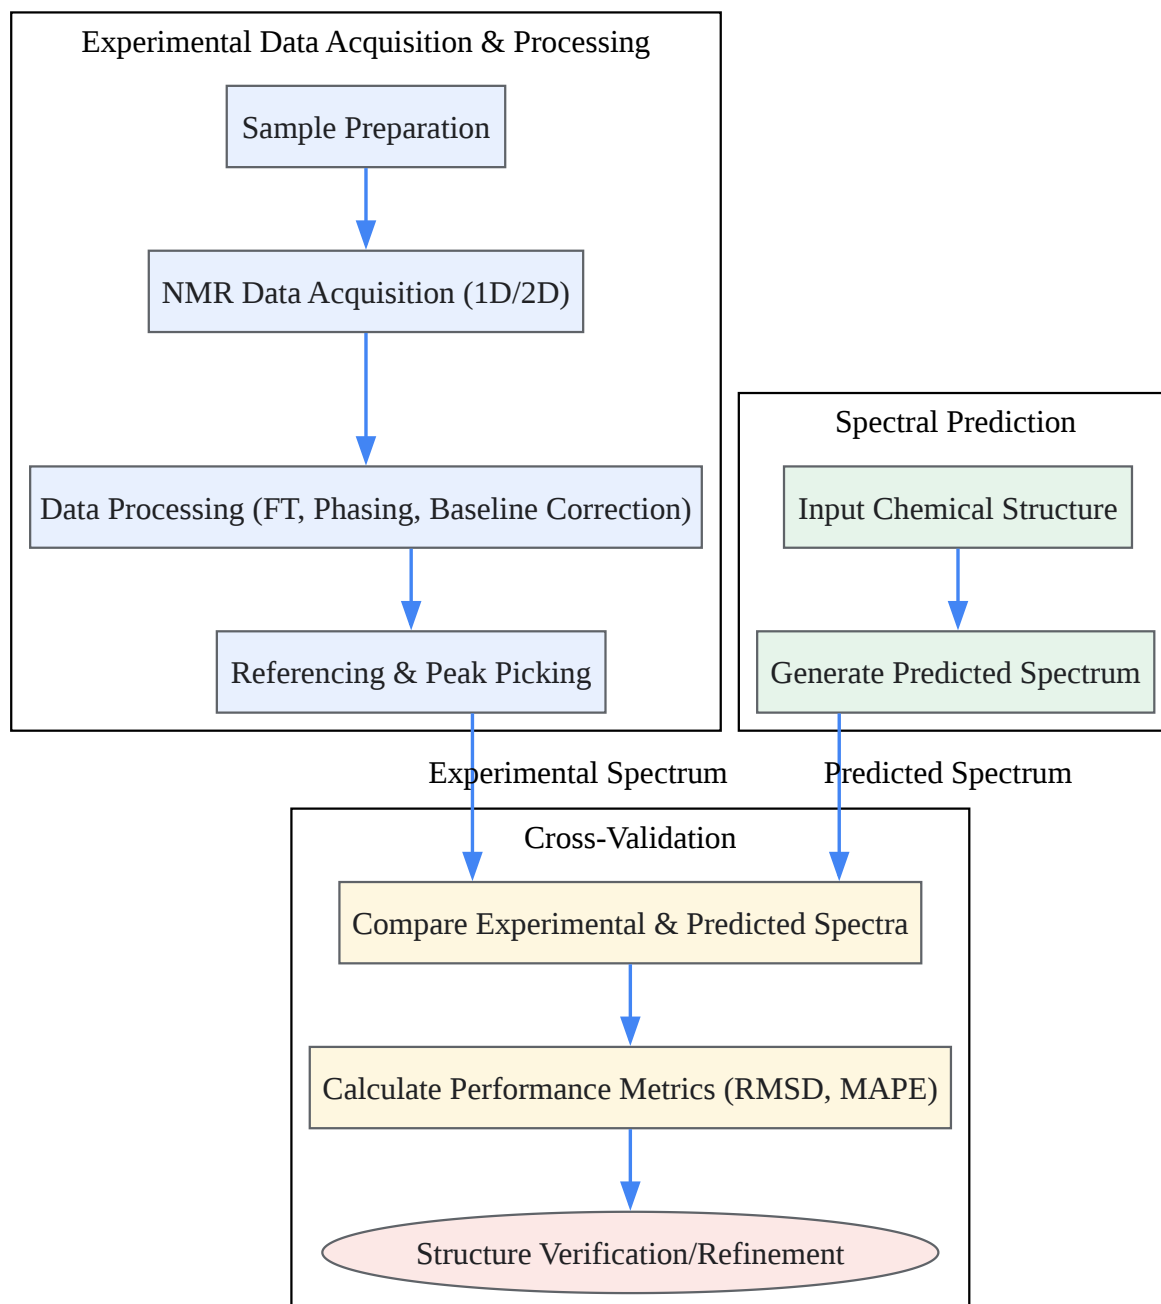 Experimental Data Acquisition & Processing
Sample Preparation
NMR Data Acquisition (1D/2D)
Data Processing (FT, Phasing, Baseline Correction)
Referencing & Peak Picking
Spectral Prediction
Input Chemical Structure
Generate Predicted Spectrum
Experimental Spectrum
Predicted Spectrum
Cross-Validation
Compare Experimental & Predicted Spectra
Calculate Performance Metrics (RMSD, MAPE)
Structure Verification/Refinement